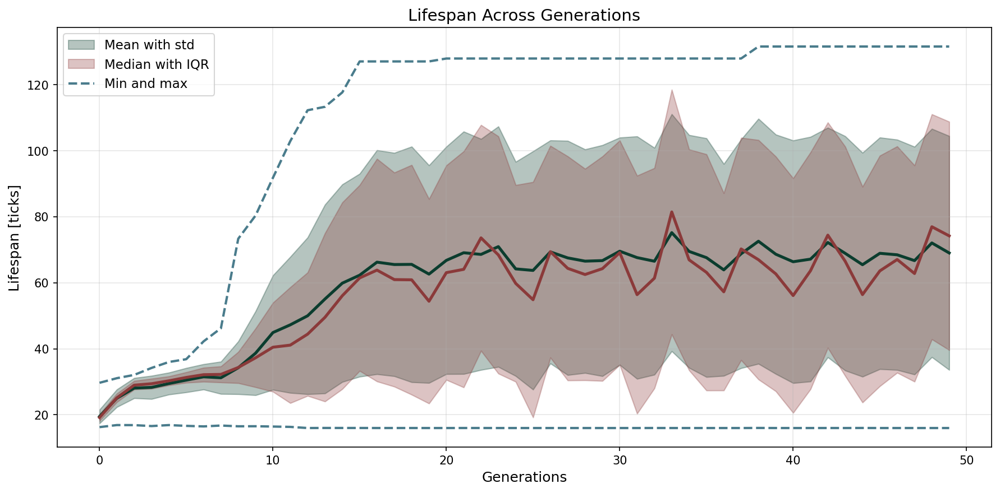 Lifespan Across Generations
Mean with std
Median with IQR
Min and max
Lifespan [ticks]
120
100
80
60
40
20
0 10 20 30 40 50
Generations